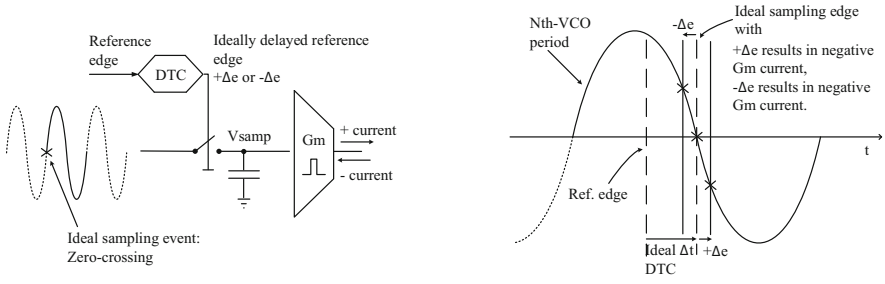 Reference
edge
DTC
Ideally delayed reference
edge
+Δe or -Δe
Vsamp
Gm
+ current
- current
Ideal sampling event:
Zero-crossing
Nth-VCO
period
-Δe
Ideal sampling edge
with
+Δe results in negative
Gm current,
-Δe results in negative
Gm current.
t
Ref. edge
Ideal Δt
+Δe
DTC